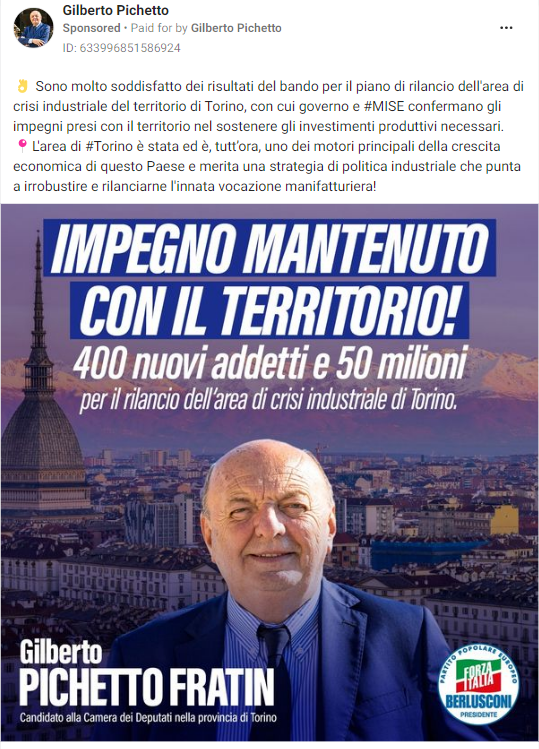 Gilberto Pichetto
Sponsored • Paid for by Gilberto Pichetto
ID: 633996851586924
👌 Sono molto soddisfatto dei risultati del bando per il piano di rilancio dell'area di
crisi industriale del territorio di Torino, con cui governo e #MISE confermano gli
impegni presi con il territorio nel sostenere gli investimenti produttivi necessari.
📍 L'area di #Torino è stata ed è, tutt'ora, uno dei motori principali della crescita
economica di questo Paese e merita una strategia di politica industriale che punta
a irrobustire e rilanciarne l'innata vocazione manifatturiera!
IMPEGNO MANTENUTO
CON IL TERRITORIO!
400 nuovi addetti e 50 milioni
per il rilancio dell'area di crisi industriale di Torino.
Gilberto
PICHETTO FRATIN
Candidato alla Camera dei Deputati nella provincia di Torino
PARTITO POPOLARE EUROPEO
FORZA
ITALIA
BERLUSCONI
PRESIDENTE